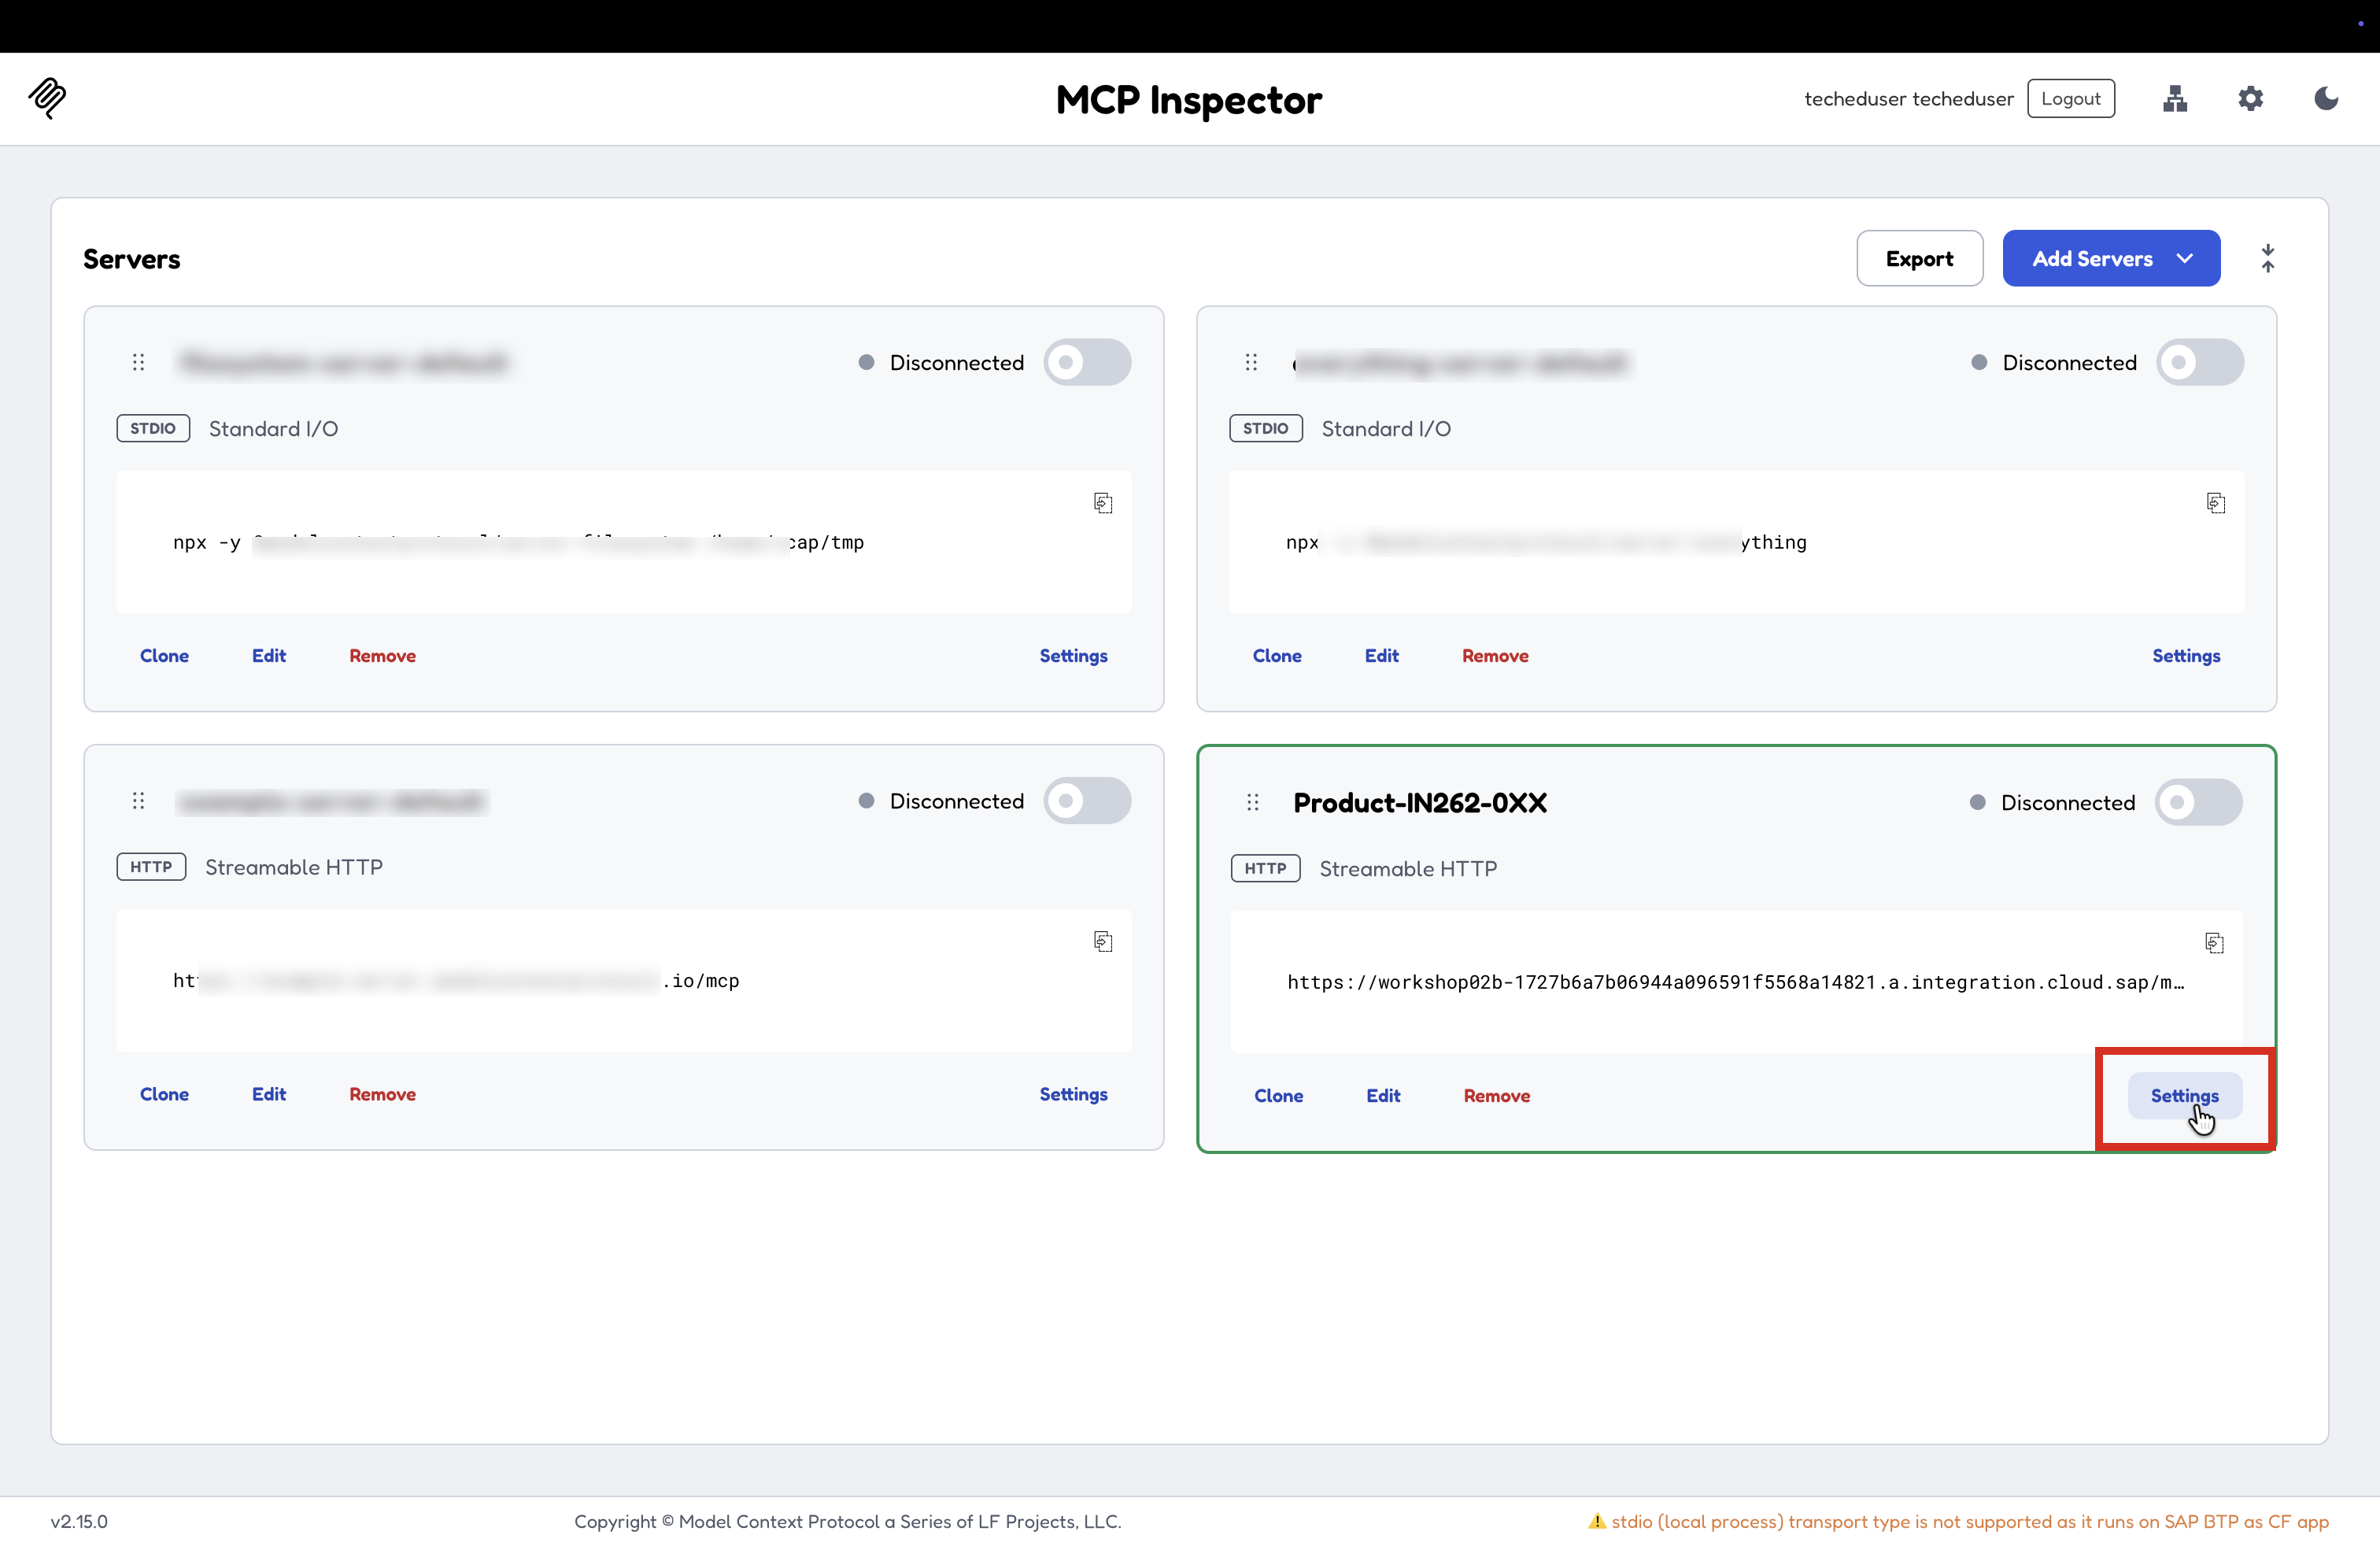 MCP Inspector
techeduser techeduser
Logout
Servers
Export
Add Servers
Disconnected
STDIO
Standard I/O
npx -y
cap/tmp
Clone
Edit
Remove
Settings
Disconnected
STDIO
Standard I/O
npx
ything
Clone
Edit
Remove
Settings
Disconnected
HTTP
Streamable HTTP
.io/mcp
Clone
Edit
Remove
Settings
Product-IN262-0XX
Disconnected
HTTP
Streamable HTTP
https://workshop02b-1727b6a7b06944a096591f5568a14821.a.integration.cloud.sap/m…
Clone
Edit
Remove
Settings
v2.15.0
Copyright © Model Context Protocol a Series of LF Projects, LLC.
⚠️ stdio (local process) transport type is not supported as it runs on SAP BTP as CF app